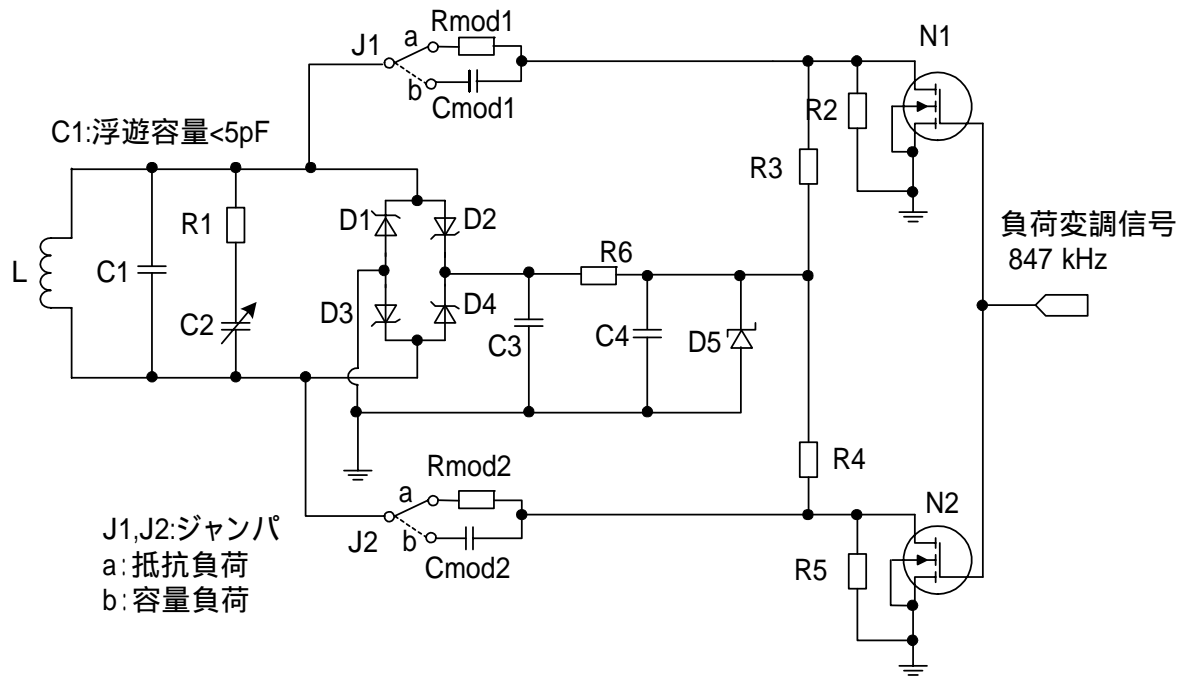 Rmod1
J1
a
b
Cmod1
N1
C1:浮遊容量<5pF
R2
R3
R1
D1
D2
R6
負荷変調信号
847 kHz
L
C1
C2
D3
D4
C3
C4
D5
Rmod2
R4
a
N2
J1,J2:ジャンパ
J2
b
Cmod2
R5
a:抵抗負荷
b:容量負荷